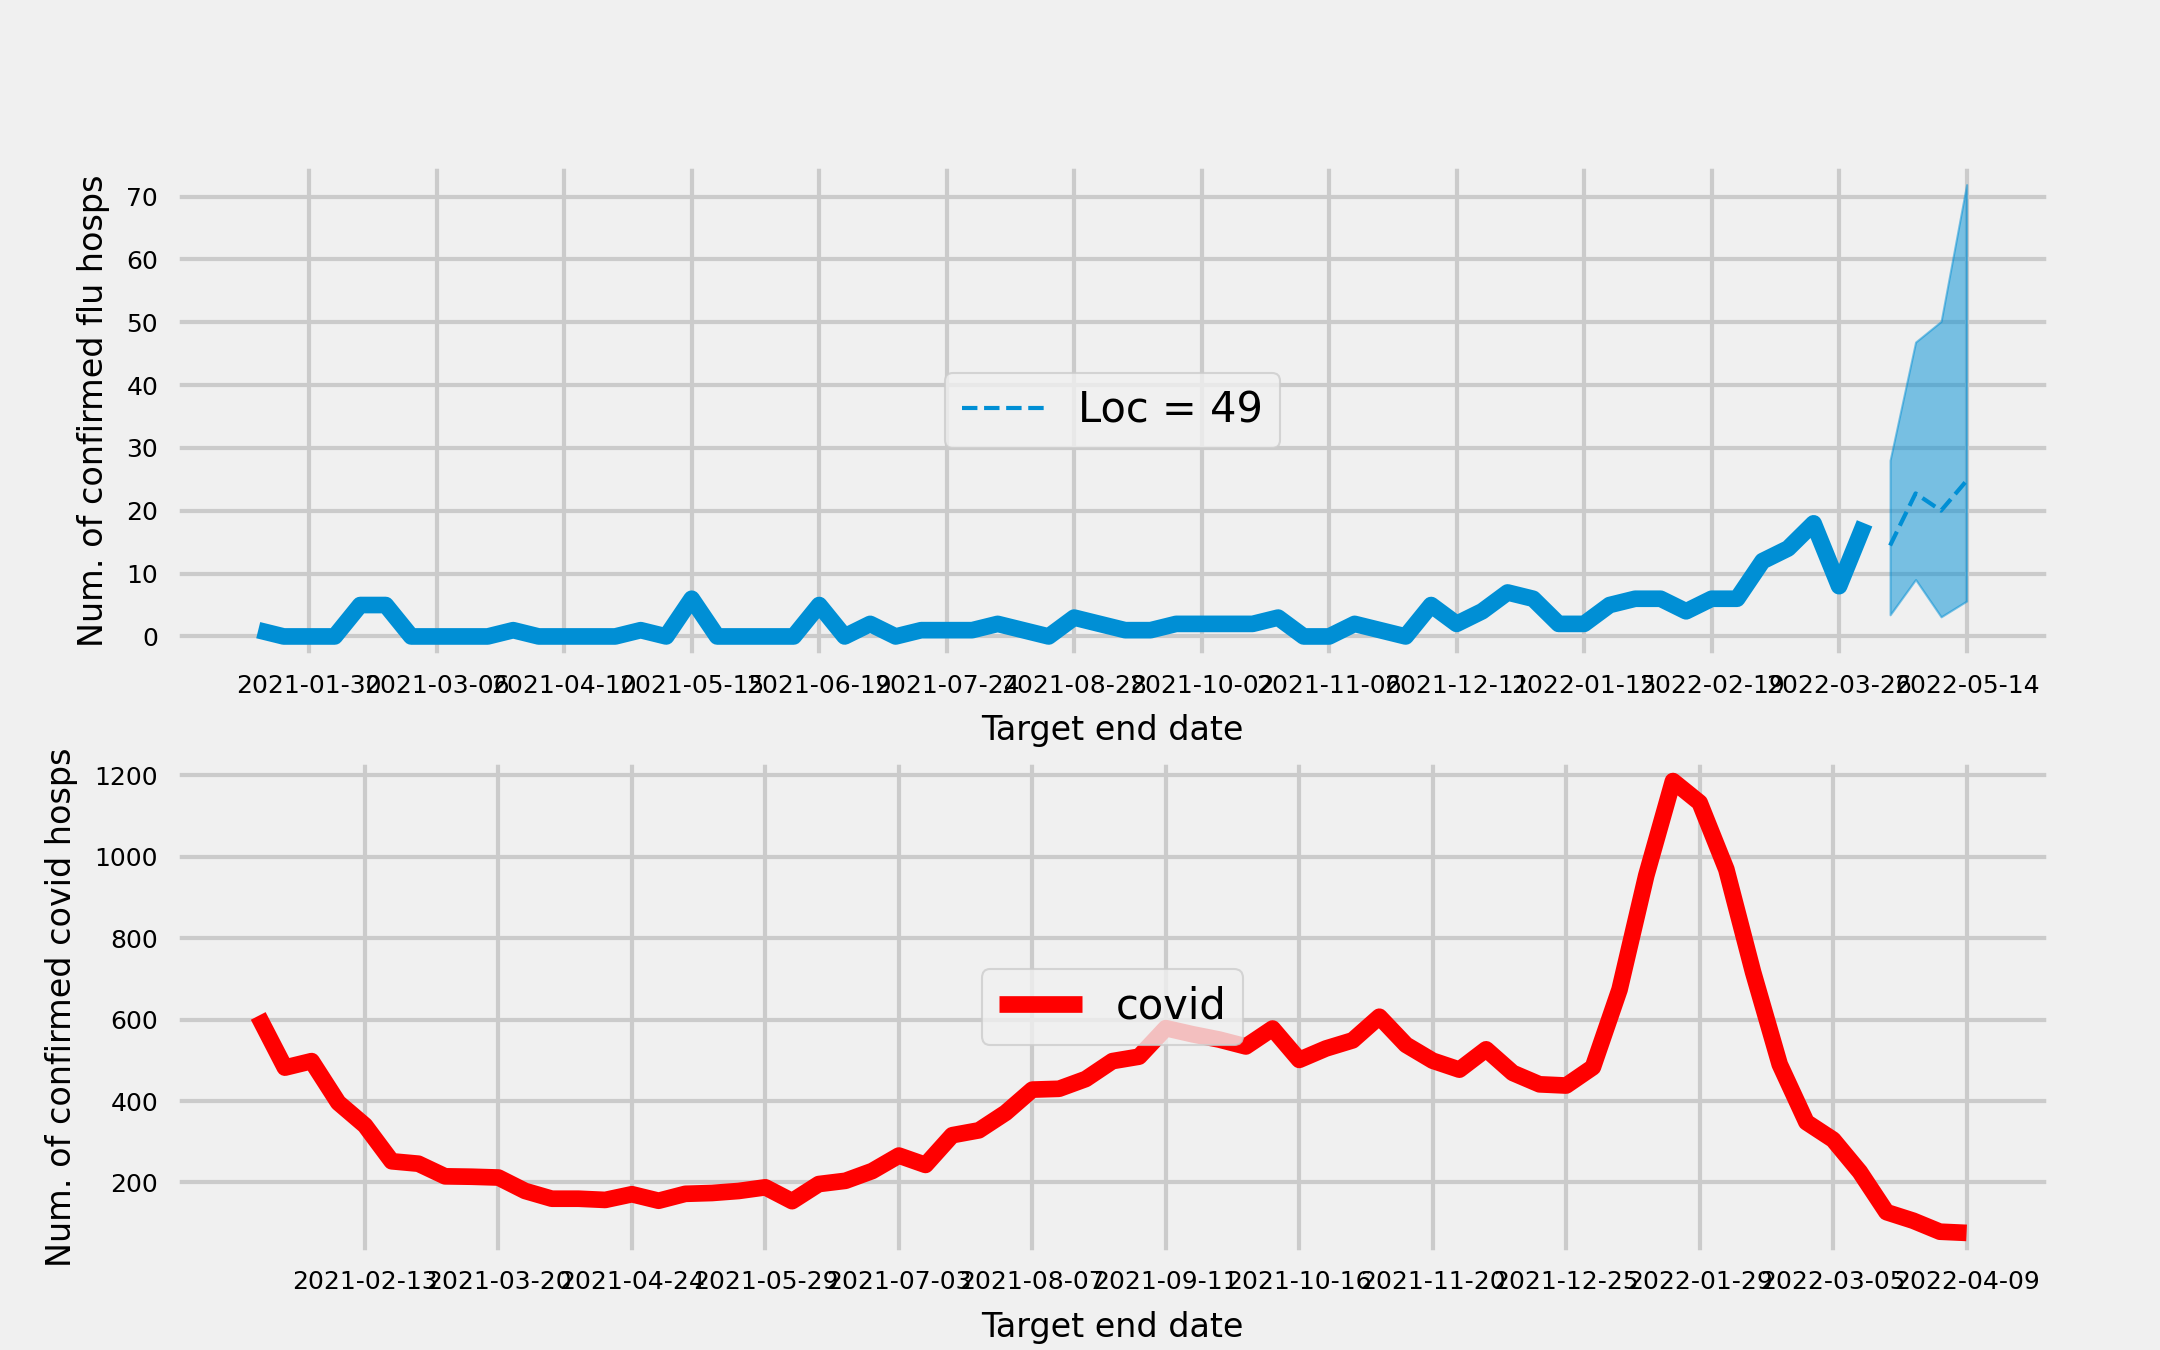 Num. of confirmed flu hosps
70
60
50
40
30
20
10
0
Loc = 49
2021-01-30 2021-03-06 2021-04-10 2021-05-15 2021-06-19 2021-07-24 2021-08-28 2021-10-02 2021-11-06 2021-12-11 2022-01-15 2022-02-19 2022-03-26 2022-05-14
Target end date
Num. of confirmed covid hosps
1200
1000
800
600
400
200
covid
2021-02-13 2021-03-20 2021-04-24 2021-05-29 2021-07-03 2021-08-07 2021-09-11 2021-10-16 2021-11-20 2021-12-25 2022-01-29 2022-03-05 2022-04-09
Target end date